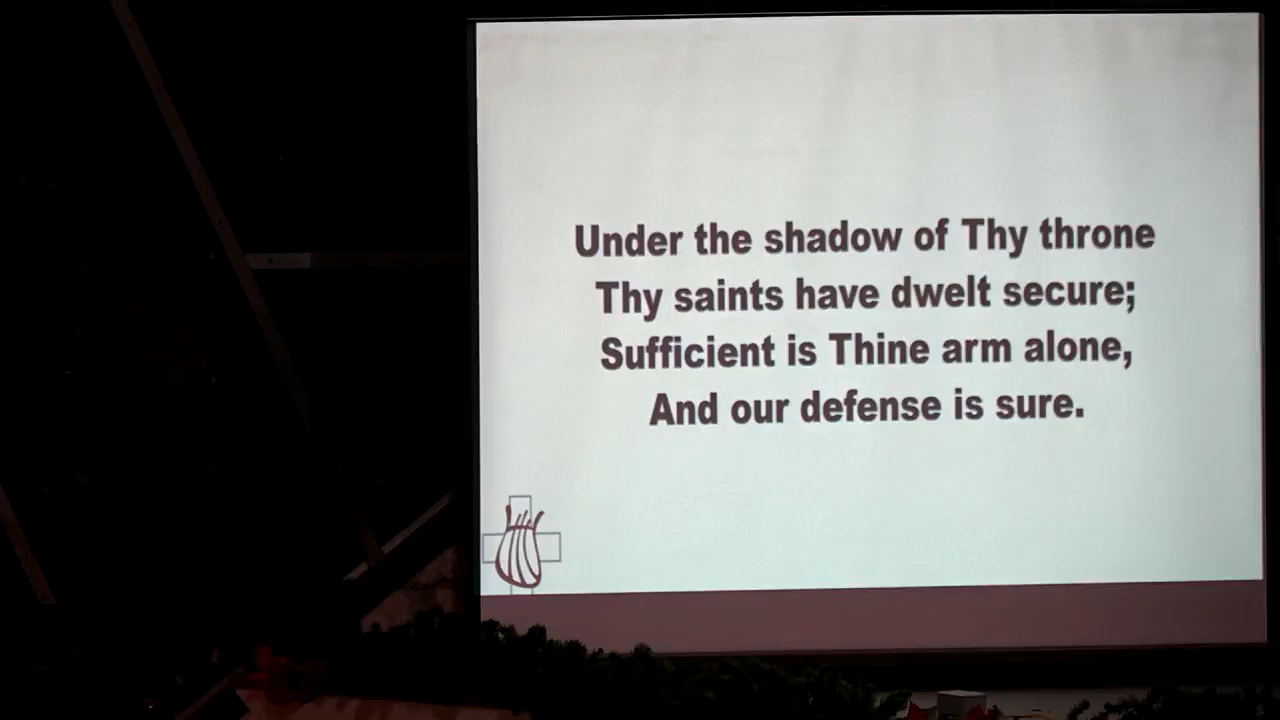 Under the shadow of Thy throne
Thy saints have dwelt secure;
Sufficient is Thine arm alone,
And our defense is sure.